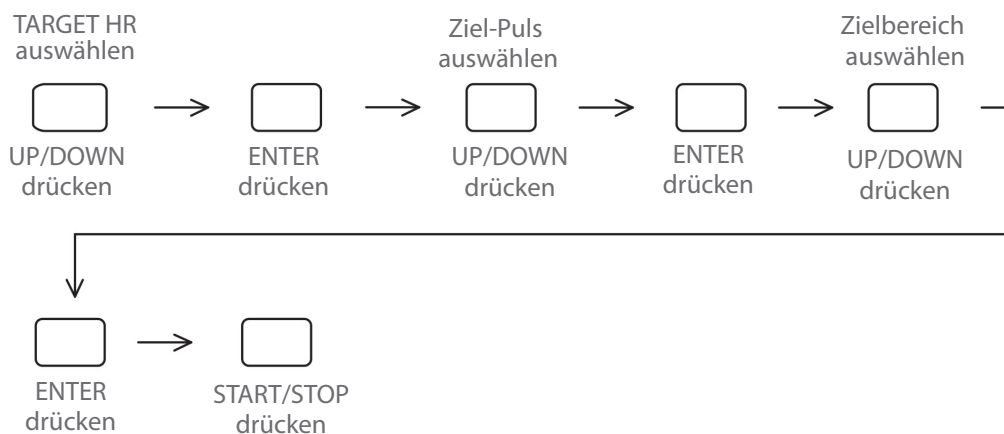 TARGET HR
auswählen
UP/DOWN
drücken
ENTER
drücken
Ziel-Puls
auswählen
UP/DOWN
drücken
ENTER
drücken
Zielbereich
auswählen
UP/DOWN
drücken
ENTER
drücken
START/STOP
drücken